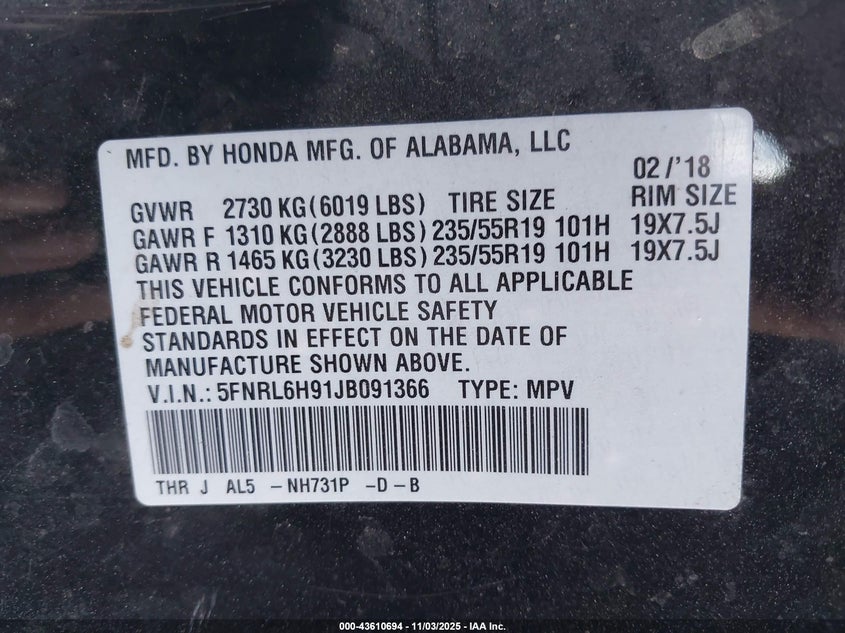 MFD. BY HONDA MFG. OF ALABAMA, LLC
02/'18
GVWR 2730 KG(6019 LBS) TIRE SIZE RIM SIZE
GAWR F 1310 KG(2888 LBS) 235/55R19 101H 19X7.5J
GAWR R 1465 KG(3230 LBS) 235/55R19 101H 19X7.5J
THIS VEHICLE CONFORMS TO ALL APPLICABLE
FEDERAL MOTOR VEHICLE SAFETY
STANDARDS IN EFFECT ON THE DATE OF
MANUFACTURE SHOWN ABOVE.
V.I.N.: 5FNRL6H91JB091366 TYPE: MPV
THR J AL5 -NH731P -D-B
000-43610694 - 11/03/2025 - IAA Inc.